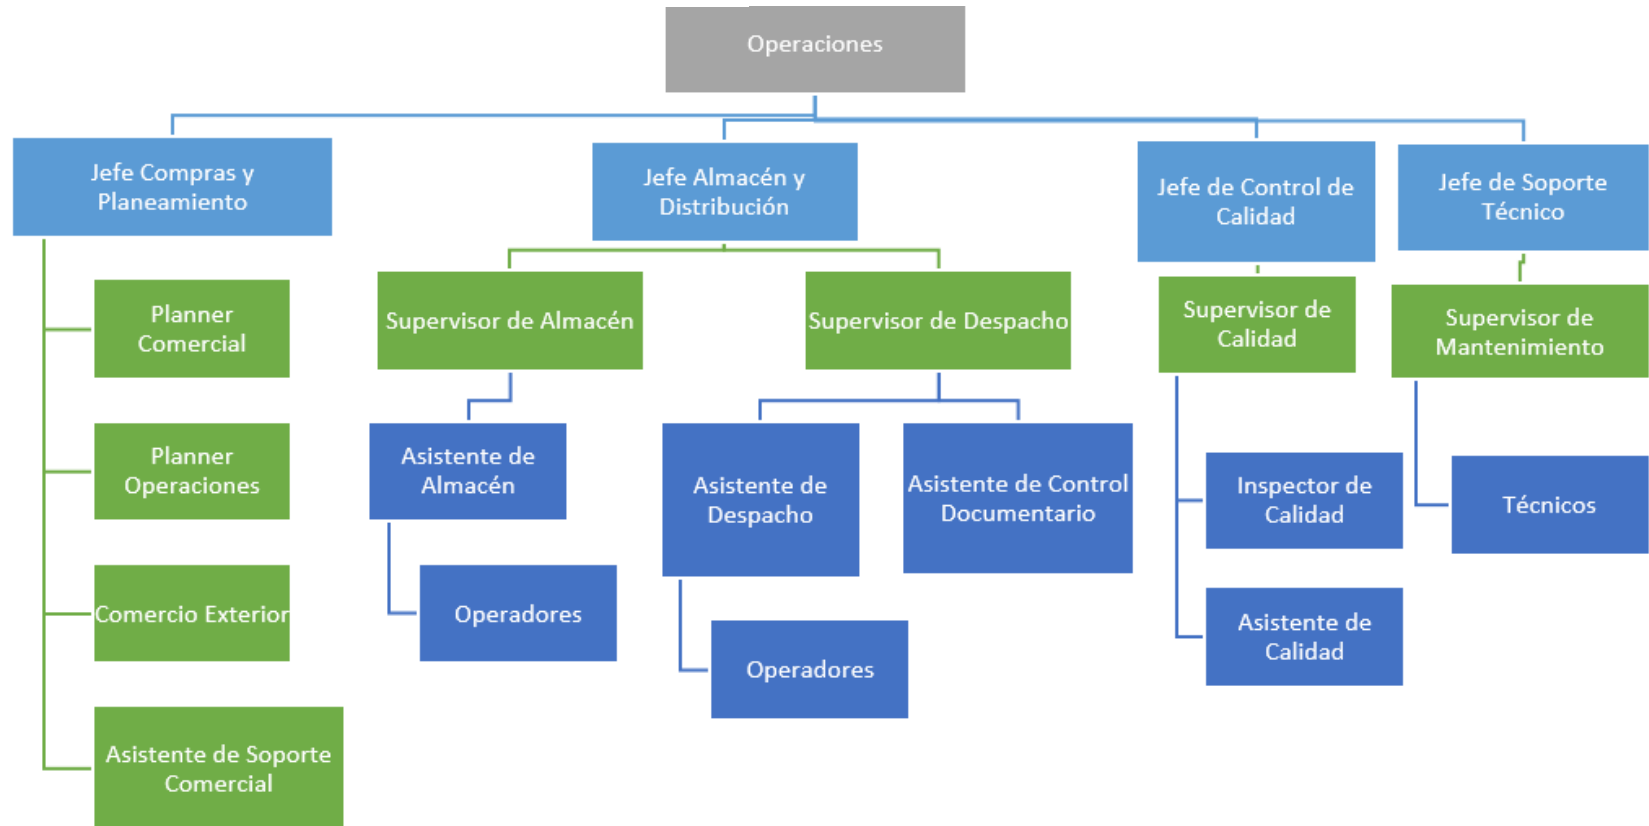 Operaciones
Jefe Compras y
Planeamiento
Jefe Almacén y
Distribución
Jefe de Control de
Calidad
Jefe de Soporte
Técnico
Planner
Comercial
Planner
Operaciones
Comercio Exterior
Asistente de Soporte
Comercial
Supervisor de Almacén
Asistente de
Almacén
Operadores
Supervisor de Despacho
Asistente de
Despacho
Operadores
Asistente de Control
Documentario
Supervisor de
Calidad
Inspector de
Calidad
Asistente de
Calidad
Supervisor de
Mantenimiento
Técnicos